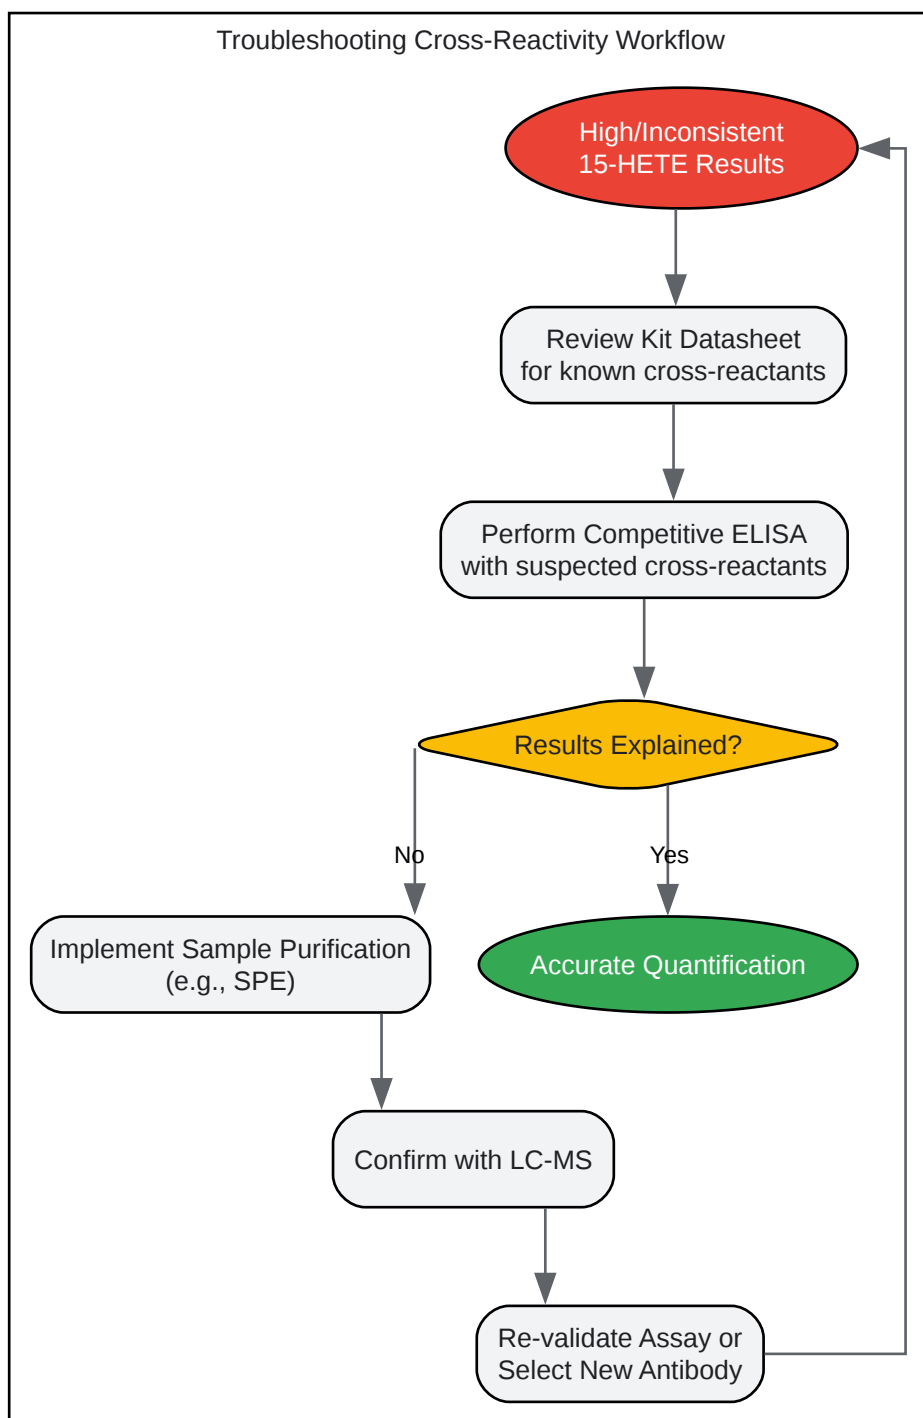 Troubleshooting Cross-Reactivity Workflow
High/Inconsistent
15-HETE Results
Review Kit Datasheet
for known cross-reactants
Perform Competitive ELISA
with suspected cross-reactants
Results Explained?
No
Yes
Implement Sample Purification
(e.g., SPE)
Accurate Quantification
Confirm with LC-MS
Re-validate Assay or
Select New Antibody